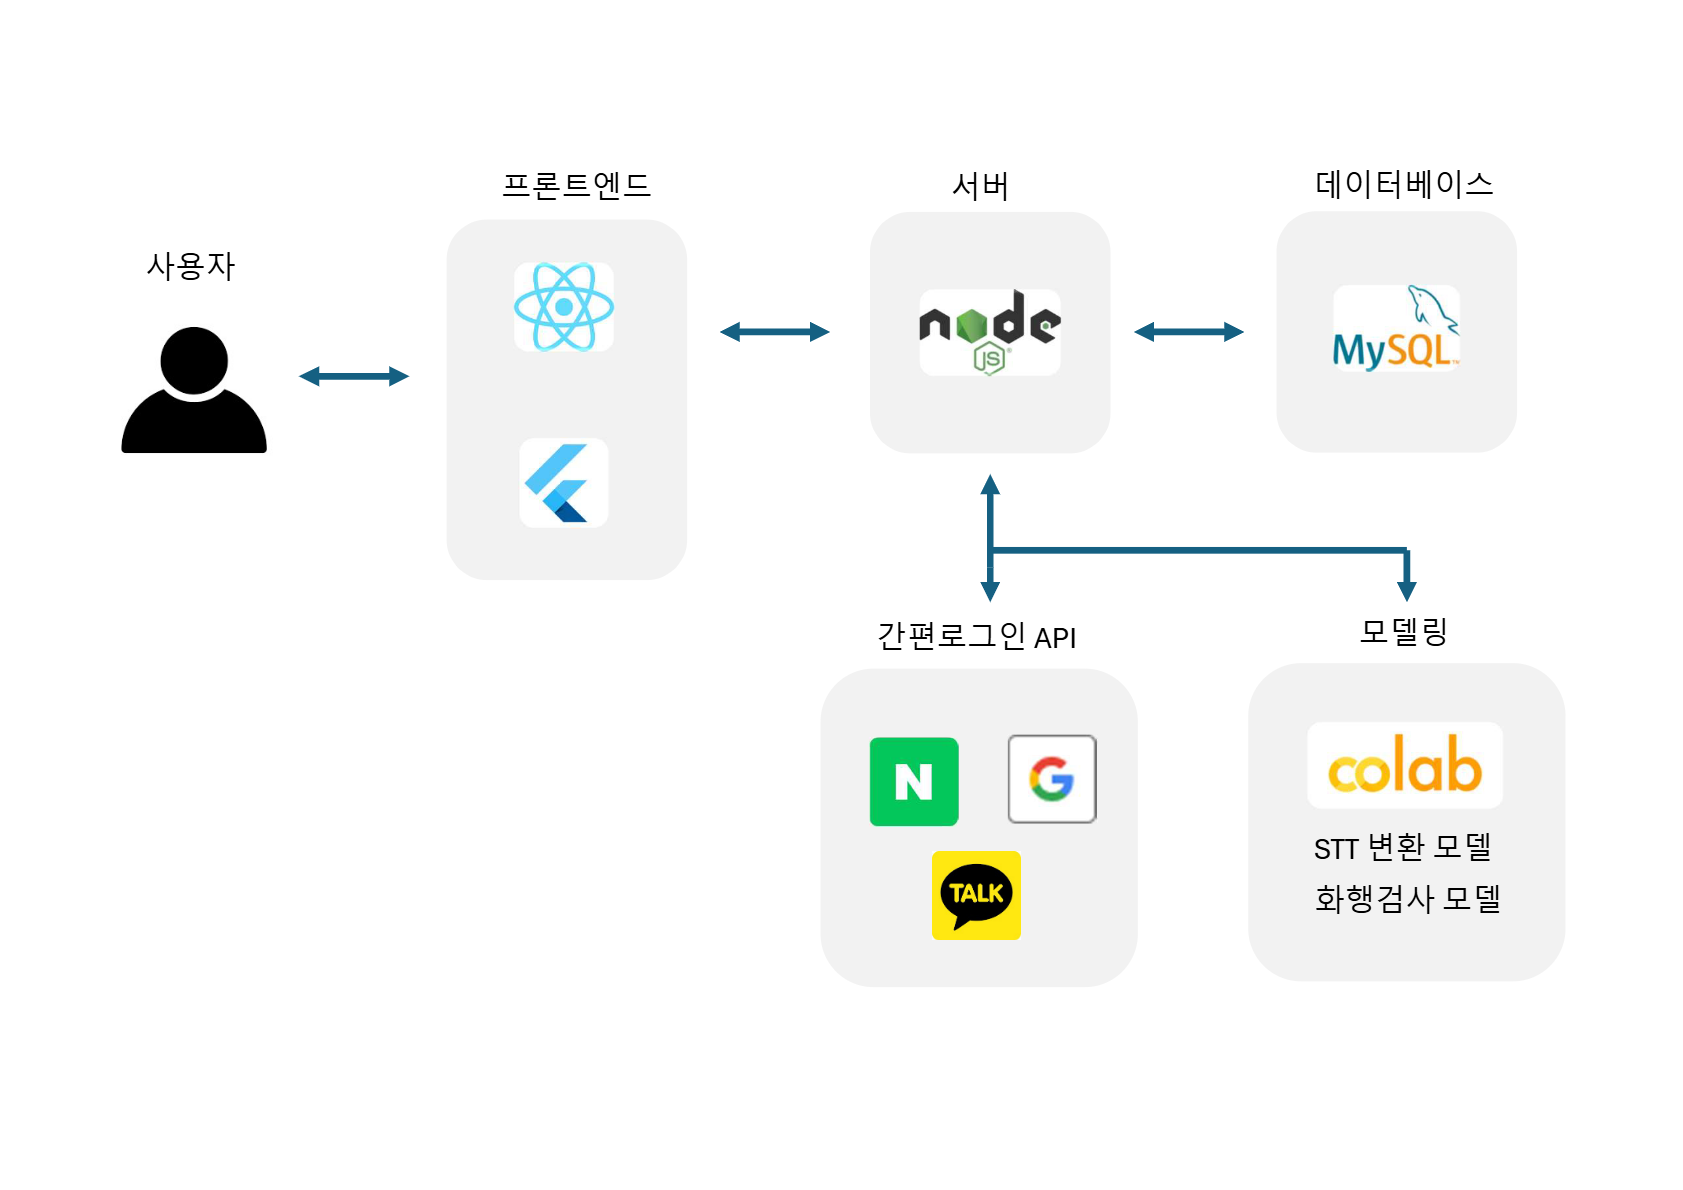 프론트엔드
서버
데이터베이스
사용자
node
JS
MySQL
간편로그인 API
모델링
N
G
TALK
colab
STT 변환 모델
화행검사 모델